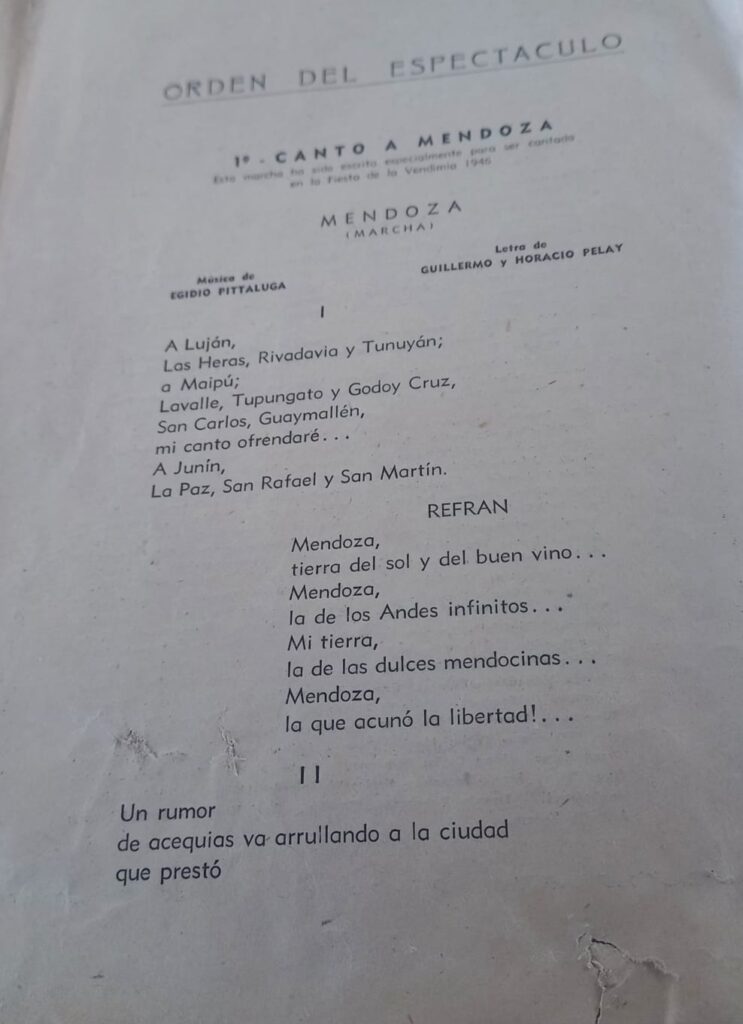 ORDEN DEL ESPECTACULO
1º - CANTO A MENDOZA
Esta marcha ha sido escrita especialmente para ser cantada
en la Fiesta de la Vendimia 1945
MENDOZA
(MARCHA)
Música de
EGIDIO PITTALUGA
Letra de
GUILLERMO y HORACIO PELAY
I
A Luján,
Las Heras, Rivadavia y Tunuyán;
a Maipú;
Lavalle, Tupungato y Godoy Cruz,
San Carlos, Guaymallén,
mi canto ofrendaré...
A Junín,
La Paz, San Rafael y San Martín.
REFRAN
Mendoza,
tierra del sol y del buen vino...
Mendoza,
la de los Andes infinitos...
Mi tierra,
la de las dulces mendocinas...
Mendoza,
la que acunó la libertad!...
II
Un rumor
de acequias va arrullando a la ciudad
que prestó